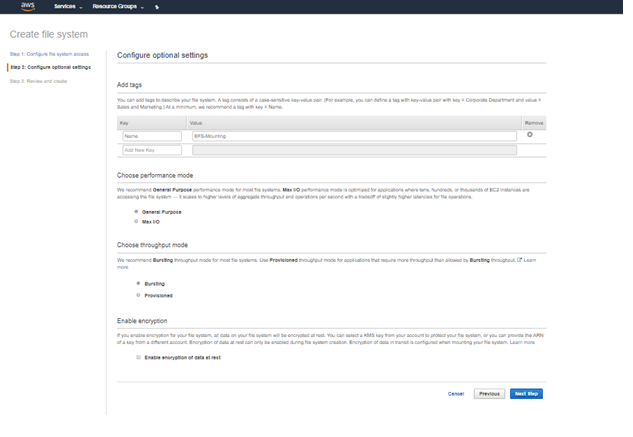 aws Services Resource Groups
Create file system
Step 1: Configure file system access
Step 2: Configure optional settings
Step 3: Review and create
Configure optional settings
Add tags
You can add tags to describe your file system. A tag consists of a case-sensitive key-value pair. (For example, you can define a tag with key-value pair with key = Corporate Department and value =
Sales and Marketing.) At a minimum, we recommend a tag with key = Name.
Key Value Remove
Name EFS-Mounting
Add New Key
Choose performance mode
We recommend General Purpose performance mode for most file systems. Max I/O performance mode is optimized for applications where tens, hundreds, or thousands of EC2 instances are
accessing the file system — it scales to higher levels of aggregate throughput and operations per second with a tradeoff of slightly higher latencies for file operations.
General Purpose
Max I/O
Choose throughput mode
We recommend Bursting throughput mode for most file systems. Use Provisioned throughput mode for applications that require more throughput than allowed by Bursting throughput. Learn
more
Bursting
Provisioned
Enable encryption
If you enable encryption for your file system, all data on your file system will be encrypted at rest. You can select a KMS key from your account to protect your file system, or you can provide the ARN
of a key from a different account. Encryption of data at rest can only be enabled during file system creation. Encryption of data in transit is configured when mounting your file system. Learn more
Enable encryption of data at rest
Cancel Previous Next Step